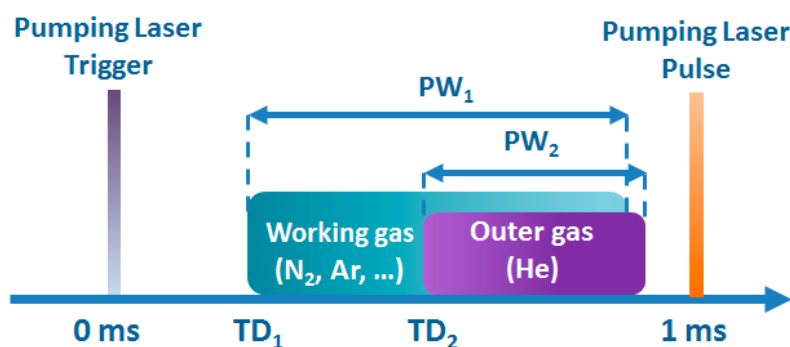 Pumping Laser
Trigger
Pumping Laser
Pulse
PW₁
PW₂
Working gas
(N₂, Ar, ...)
Outer gas
(He)
0 ms
TD₁
TD₂
1 ms